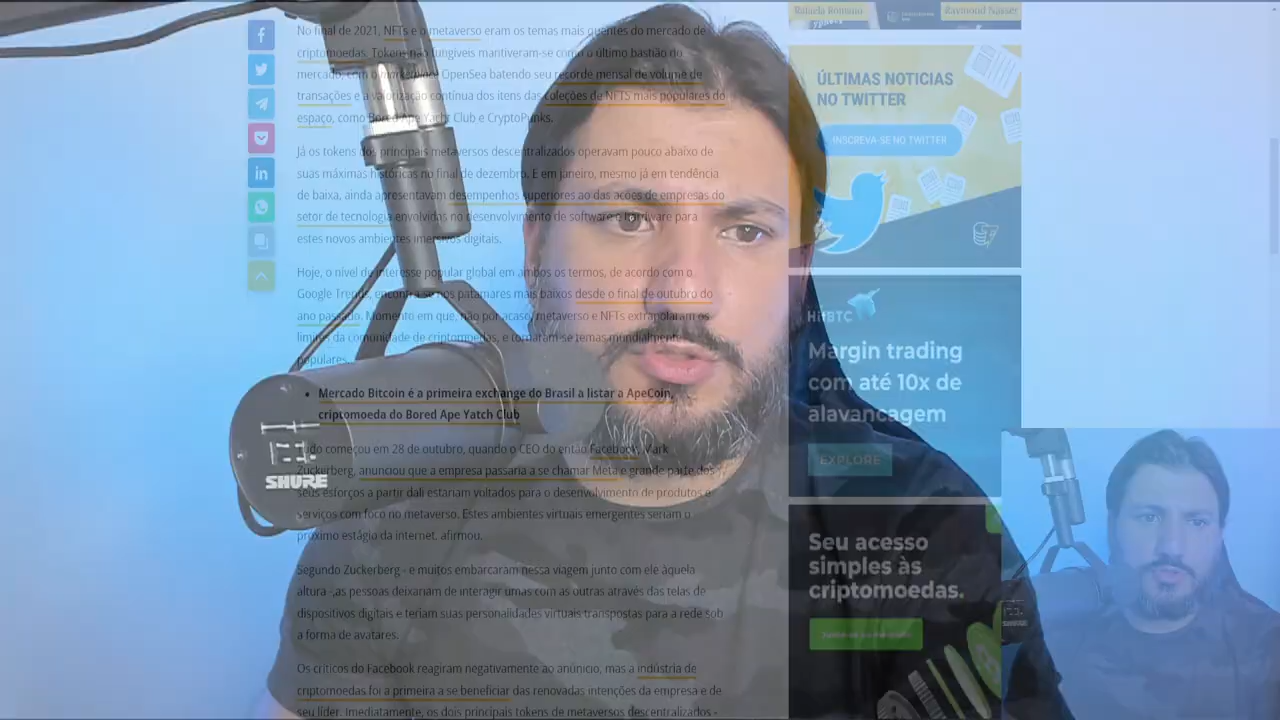 No final de 2021, NFTs e o metaverso eram os temas mais quentes do mercado de
criptomoedas. Tokens não fungíveis mantiveram-se como o último bastião do
mercado, com o marketplace OpenSea batendo seu recorde mensal de volume de
transações e a valorização contínua dos itens das coleções de NFTS mais populares do
espaço, como Bored Ape Yacht Club e CryptoPunks.
Já os tokens dos principais metaversos descentralizados operavam pouco abaixo de
suas máximas históricas no final de dezembro. E em janeiro, mesmo já em tendência
de baixa, ainda apresentavam desempenhos superiores ao das ações de empresas do
setor de tecnologia envolvidas no desenvolvimento de software e hardware para
estes novos ambientes imersivos digitais.
Hoje, o nível de interesse popular global em ambos os termos, de acordo com o
Google Trends, encontra-se nos patamares mais baixos desde o final de outubro do
ano passado. Momento em que, não por acaso, metaverso e NFTs extrapolaram os
limites da comunidade de criptomoedas, e tornaram-se temas mundialmente
populares.
• Mercado Bitcoin é a primeira exchange do Brasil a listar a ApeCoin,
criptomoeda do Bored Ape Yatch Club
Tudo começou em 28 de outubro, quando o CEO do então Facebook, Mark
Zuckerberg, anunciou que a empresa passaria a se chamar Meta e grande parte dos
seus esforços a partir dali estariam voltados para o desenvolvimento de produtos e
serviços com foco no metaverso. Estes ambientes virtuais emergentes seriam o
próximo estágio da internet, afirmou.
Segundo Zuckerberg - e muitos embarcaram nessa viagem junto com ele àquela
altura -,as pessoas deixariam de interagir umas com as outras através das telas de
dispositivos digitais e teriam suas personalidades virtuais transpostas para a rede sob
a forma de avatares.
Os críticos do Facebook reagiram negativamente ao anúncio, mas a indústria de
criptomoedas foi a primeira a se beneficiar das renovadas intenções da empresa e de
seu líder. Imediatamente, os dois principais tokens de metaversos descentralizados -
Rafaela Romano
Raymond Nasser
ÚLTIMAS NOTICIAS
NO TWITTER
INSCREVA-SE NO TWITTER
HitBTC
Margin trading
com até 10x de
alavancagem
EXPLORE
Seu acesso
simples às
criptomoedas.
SHURE